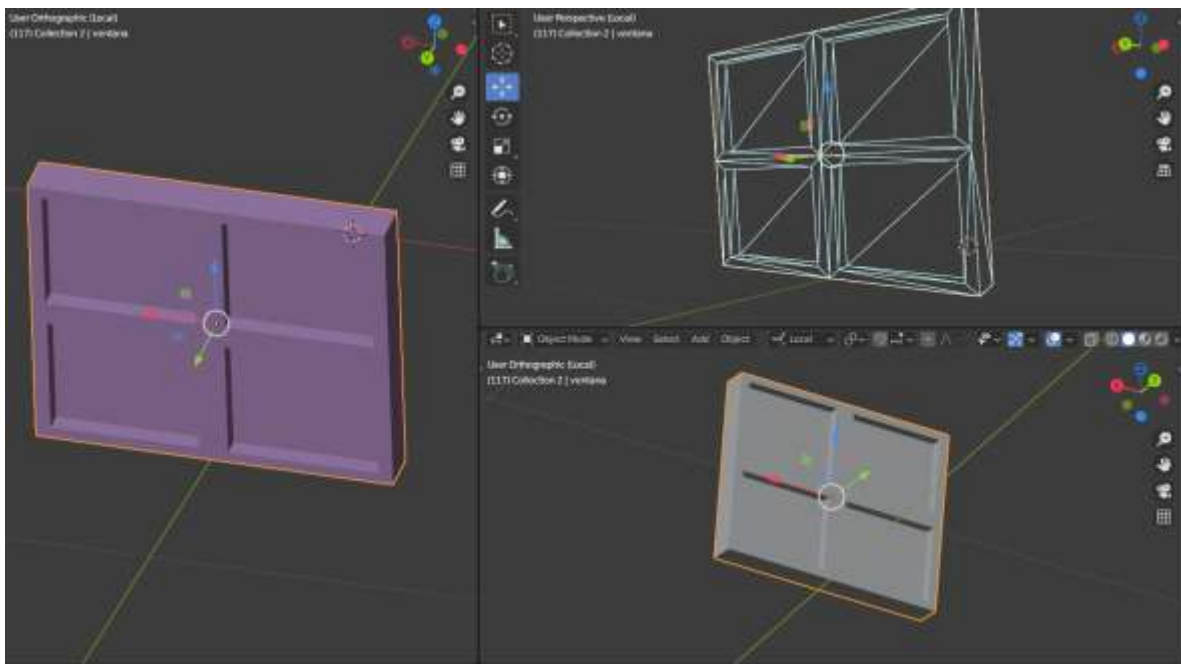 User Orthographic (Local)
(117) Collection 2 | ventana
User Perspective (Local)
(117) Collection 2 | ventana
Object Mode View Select Add Object Local
User Orthographic (Local)
(117) Collection 2 | ventana